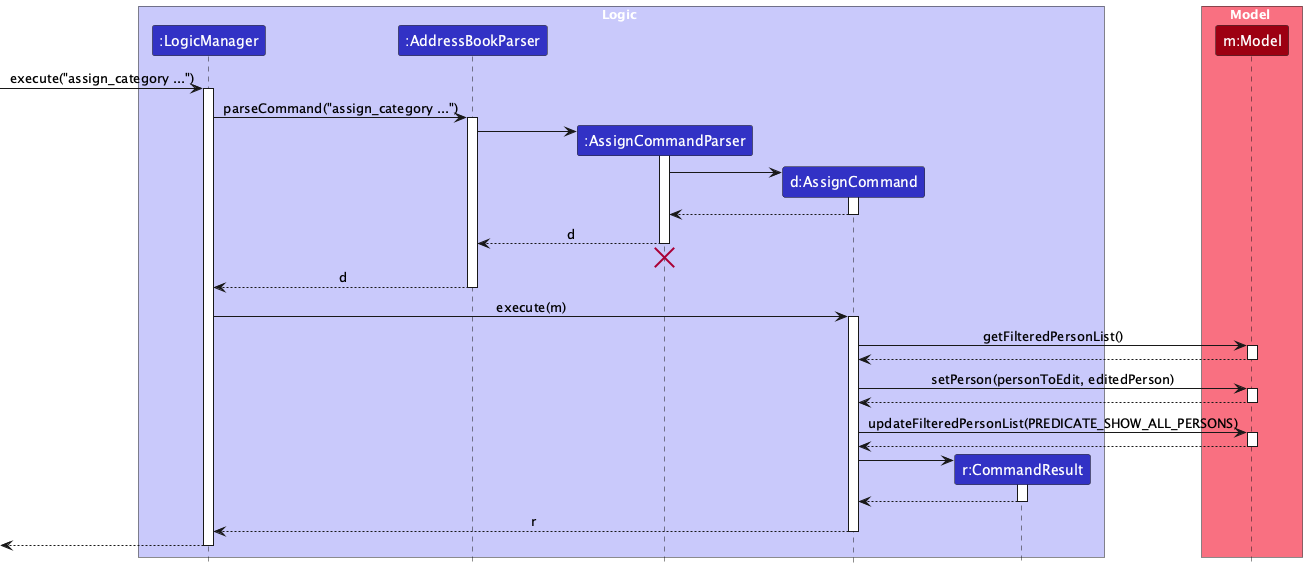 Logic
Model
:LogicManager
:AddressBookParser
m:Model
execute("assign_category ...")
parseCommand("assign_category ...")
:AssignCommandParser
d:AssignCommand
d
d
execute(m)
getFilteredPersonList()
setPerson(personToEdit, editedPerson)
updateFilteredPersonList(PREDICATE_SHOW_ALL_PERSONS)
r:CommandResult
r